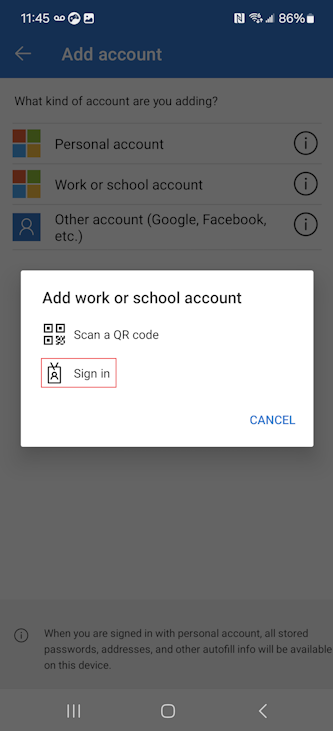 11:45
86%
Add account
What kind of account are you adding?
Personal account
Work or school account
Other account (Google, Facebook,
etc.)
Add work or school account
Scan a QR code
Sign in
CANCEL
When you are signed in with personal account, all stored
passwords, addresses, and other autofill info will be available
on this device.